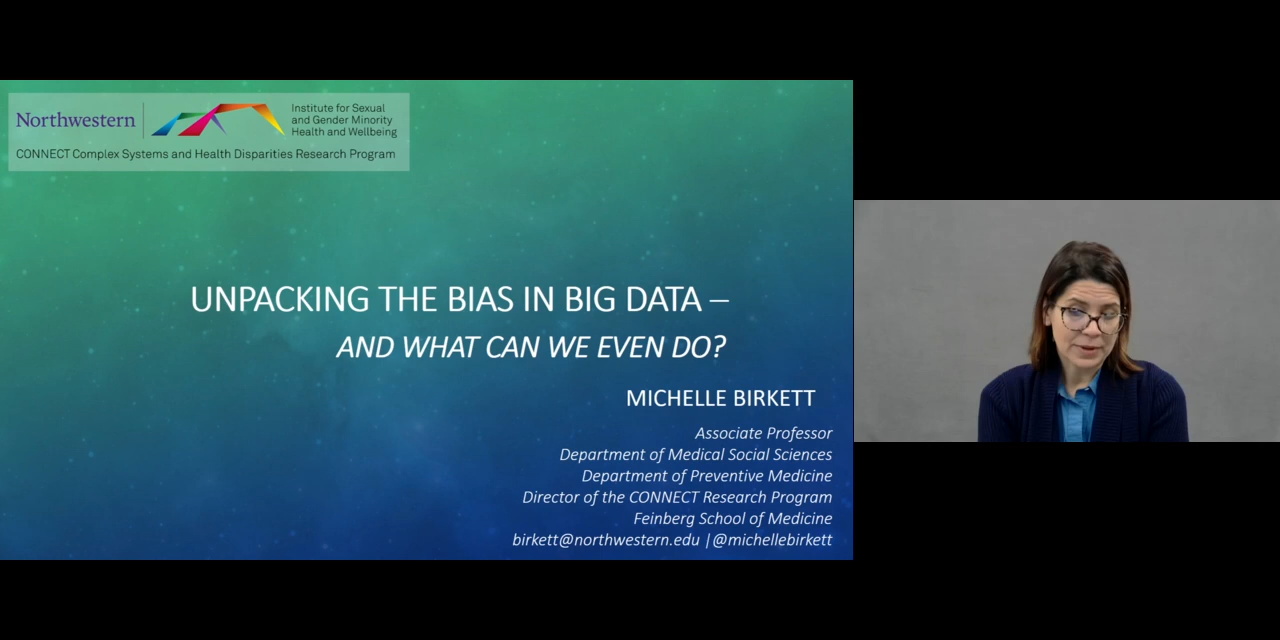 Northwestern
Institute for Sexual
and Gender Minority
Health and Wellbeing
CONNECT Complex Systems and Health Disparities Research Program
UNPACKING THE BIAS IN BIG DATA –
AND WHAT CAN WE EVEN DO?
MICHELLE BIRKETT
Associate Professor
Department of Medical Social Sciences
Department of Preventive Medicine
Director of the CONNECT Research Program
Feinberg School of Medicine
birkett@northwestern.edu |@michellebirkett